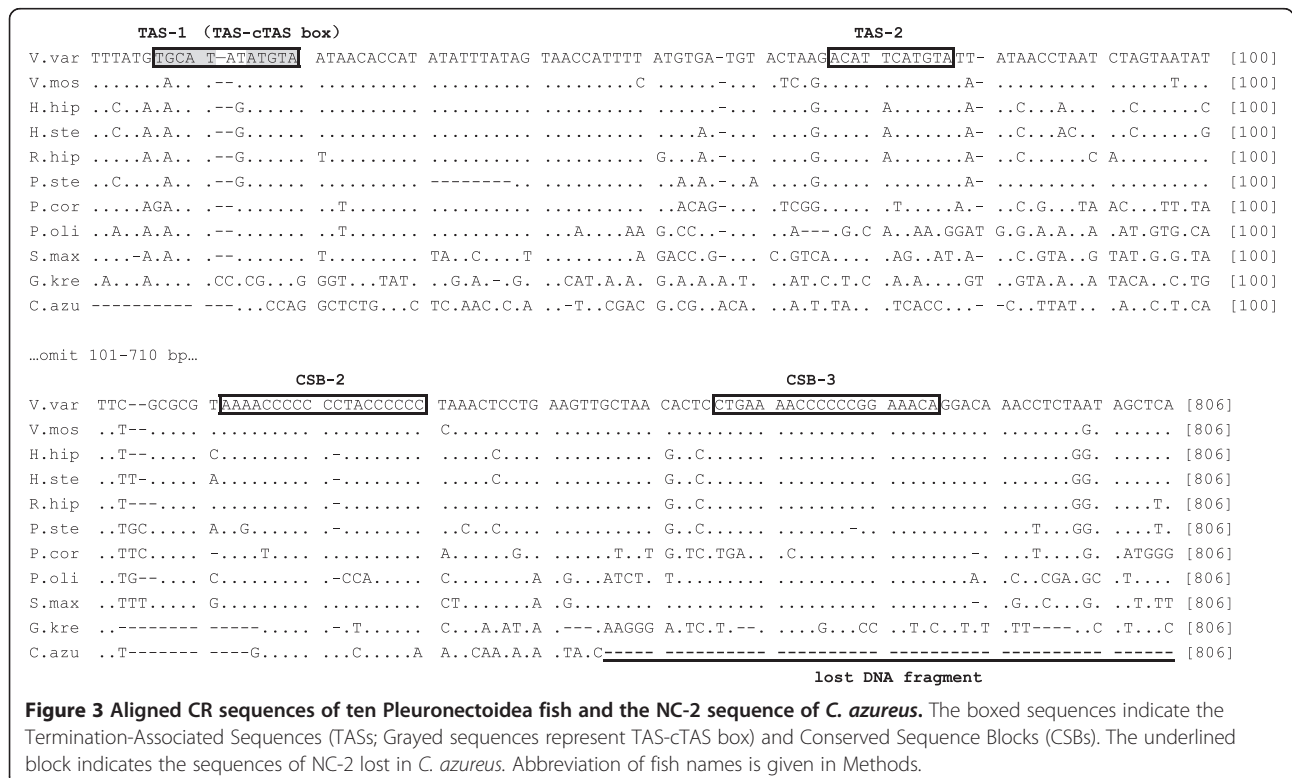 TAS-1 (TAS-cTAS box) TAS-2
V.var TTTATGTGCA T-ATATGTA ATAACACCAT ATATTTATAG TAACCATTTT ATGTGA-TGT ACTAAGACAT TCATGTATT- ATAACCTAAT CTAGTAATAT [100]
V.mos .......A.. .--....... .......... .......... .........C ......-... ..TC.G.... .......A-. .......... ......T... [100]
H.hip ..C..A.A.. .--G...... .......... .......... .......... ......-... .....G.... A......A-. ..C...A... ..C......C [100]
H.ste ..C..A.A.. .--G...... .......... .......... .......... ....A.-... .....G.... A......A-. ..C...AC.. ..C......G [100]
R.hip .....A.A.. .--G...... T......... .......... .......... G...A.-... .....G.... .......A-. ..C.....C A......... [100]
P.ste ..C....A.. .--G...... .......... --------.. .......... ..A.A.-..A .....G.... .......A-. .......... .......... [100]
P.cor .....AGA.. .--....... ..T....... .......... .......... ..ACAG-... ..TCGG.... .T.....A.- ..C.G...TA AC...TT.TA [100]
P.oli ..A..A.A.. .--....... ..T....... .......... ...A....AA G.CC..-... ..A---.G.C A..AA.GGAT G.G.A.A..A .AT.GTG.CA [100]
S.max ....-A.A.. .--....... T......... TA..C....T .........A GACC.G-... C.GTCA.... .AG..AT.A- ..C.GTA..G TAT.G.G.TA [100]
G.kre .A...A.... .CC.CG...G GGT...TAT. ..G.A.-.G. .CAT.A.A.. G.A.A.A.T. ..AT.C.T.C A.A....GT ..GTA.A..A ATACA..C.TG [100]
C.azu ---------- ---...CCAG GCTCTG...C TC.AAC.C.A ..-T..CGAC G.CG..ACA. ..A.T.TA.. ..TCACC...- -C..TTAT.. .A..C.T.CA [100]
...omit 101-710 bp...
CSB-2 CSB-3
V.var TTC--GCGCG TAAAACCCCC CCTACCCCCC TAAACTCCTG AAGTTGCTAA CACTCCTGAA AACCCCCCGG AAACAGGACA AACCTCTAAT AGCTCA [806]
V.mos ..T--..... .......... .......... C......... .......... .......... .......... .......... .......G. ...... [806]
H.hip ..T--..... C......... .-........ ....C..... .......... G..C...... .......... .......... .......GG. ...... [806]
H.ste ..TT-..... A......... .-........ ....C..... .......... G..C...... .......... .......... .......GG. ...... [806]
R.hip ..T---.... .......... .-........ .......... .......... G..C...... .......... .......... .......GG. ....T. [806]
P.ste ..TGC..... A..G...... .-........ ..C..C.... .......... G..C...... .....-.... .......... ...T...GG. ....T. [806]
P.cor ..TTC..... -....T.... .......... A.....G... ......T..T G.TC.TGA.. .C........ .......-.. ...T....G. .ATGGG [806]
P.oli ..TG--.... C......... .-CCA..... C.......A .G...ATCT. T......... .......... .......A. .C..CGA.GC .T.... [806]
S.max ..TTT..... G......... .......... CT......A .G........ .......... .......... .......-. .G..C...G. ..T.TT [806]
G.kre ..-------- -----..... .-.T...... C...A.AT.A .---.AAGGG A.TC.T.--. ....G...CC ..T.C..T.T .TT----..C .T...C [806]
C.azu ..T------- ----G..... ...C.....A A..CAA.A.A .TA.C----- ---------- ---------- ---------- ---------- ------ [806]
lost DNA fragment
Figure 3 Aligned CR sequences of ten Pleuronectoidea fish and the NC-2 sequence of C. azureus. The boxed sequences indicate the
Termination-Associated Sequences (TASs; Grayed sequences represent TAS-cTAS box) and Conserved Sequence Blocks (CSBs). The underlined
block indicates the sequences of NC-2 lost in C. azureus. Abbreviation of fish names is given in Methods.